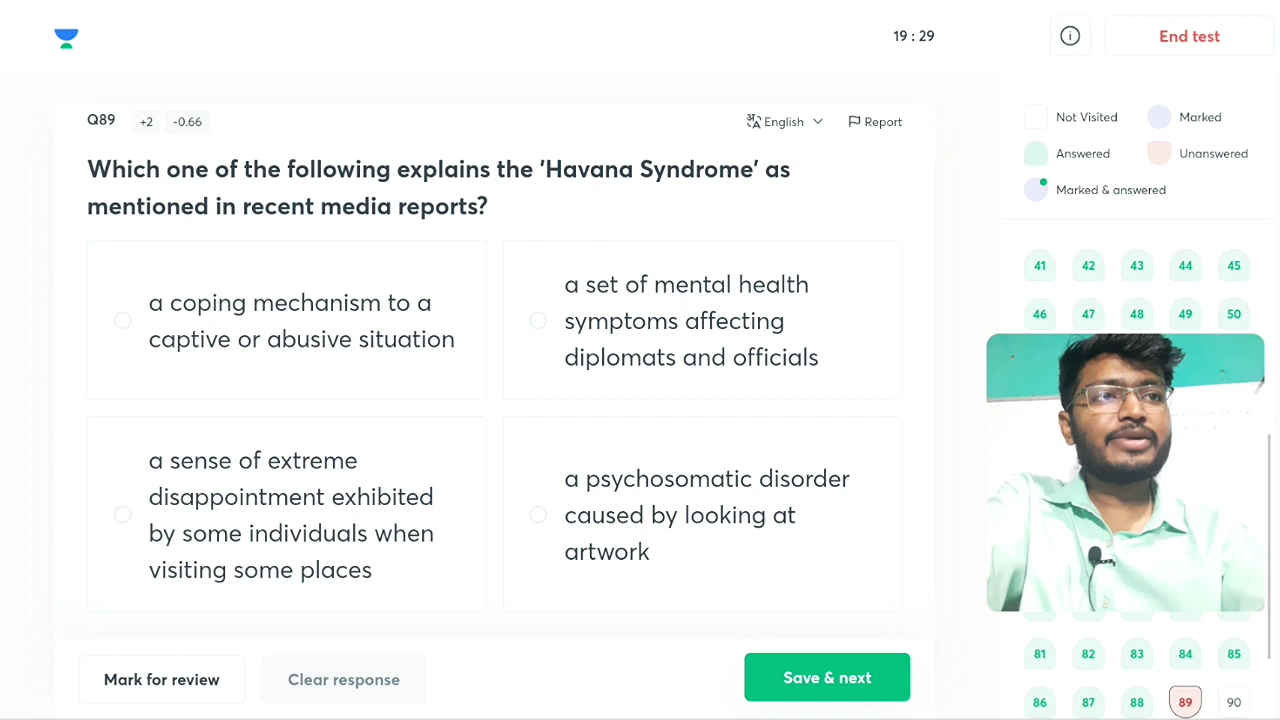 19 : 29
End test
Q89
+2
-0.66
English
Report
Which one of the following explains the 'Havana Syndrome' as
mentioned in recent media reports?
a coping mechanism to a
captive or abusive situation
a set of mental health
symptoms affecting
diplomats and officials
a sense of extreme
disappointment exhibited
by some individuals when
visiting some places
a psychosomatic disorder
caused by looking at
artwork
Mark for review
Clear response
Save & next
Not Visited
Marked
Answered
Unanswered
Marked & answered
41 42 43 44 45
46 47 48 49 50
81 82 83 84 85
86 87 88 89 90